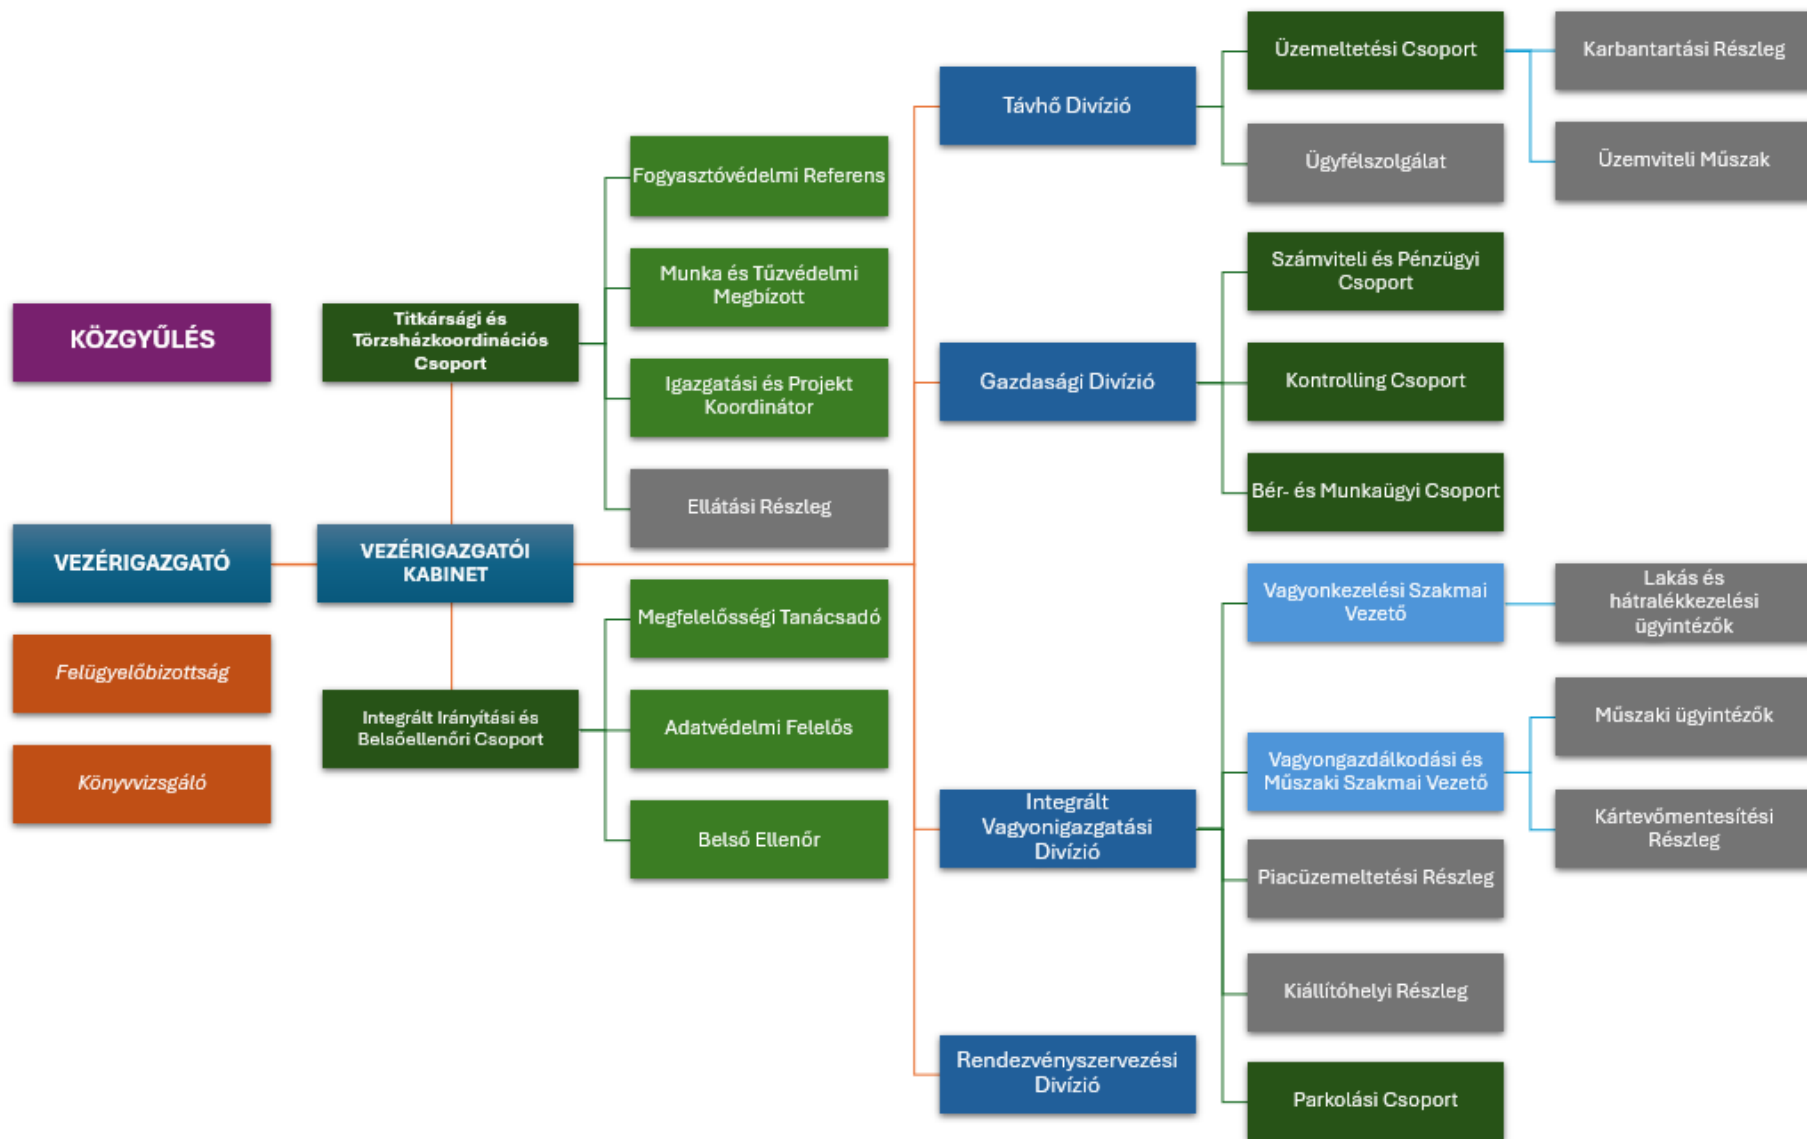 KÖZGYŰLÉS
VEZÉRIGAZGATÓ
Felügyelőbizottság
Könyvvizsgáló
Titkársági és
Törzsházkoordinációs
Csoport
VEZÉRIGAZGATÓI
KABINET
Integrált Irányítási és
Belsőellenőri Csoport
Fogyasztóvédelmi Referens
Munka és Tűzvédelmi
Megbízott
Igazgatási és Projekt
Koordinátor
Ellátási Részleg
Megfelelősségi Tanácsadó
Adatvédelmi Felelős
Belső Ellenőr
Távhő Divízió
Gazdasági Divízió
Integrált
Vagyonigazgatási
Divízió
Rendezvényszervezési
Divízió
Üzemeltetési Csoport
Ügyfélszolgálat
Számviteli és Pénzügyi
Csoport
Kontrolling Csoport
Bér- és Munkaügyi Csoport
Vagyonkezelési Szakmai
Vezető
Vagyongazdálkodási és
Műszaki Szakmai Vezető
Piacüzemeltetési Részleg
Kiállítóhelyi Részleg
Parkolási Csoport
Karbantartási Részleg
Üzemviteli Műszak
Lakás és
hátralékkezelési
ügyintézők
Műszaki ügyintézők
Kártevőmentesítési
Részleg